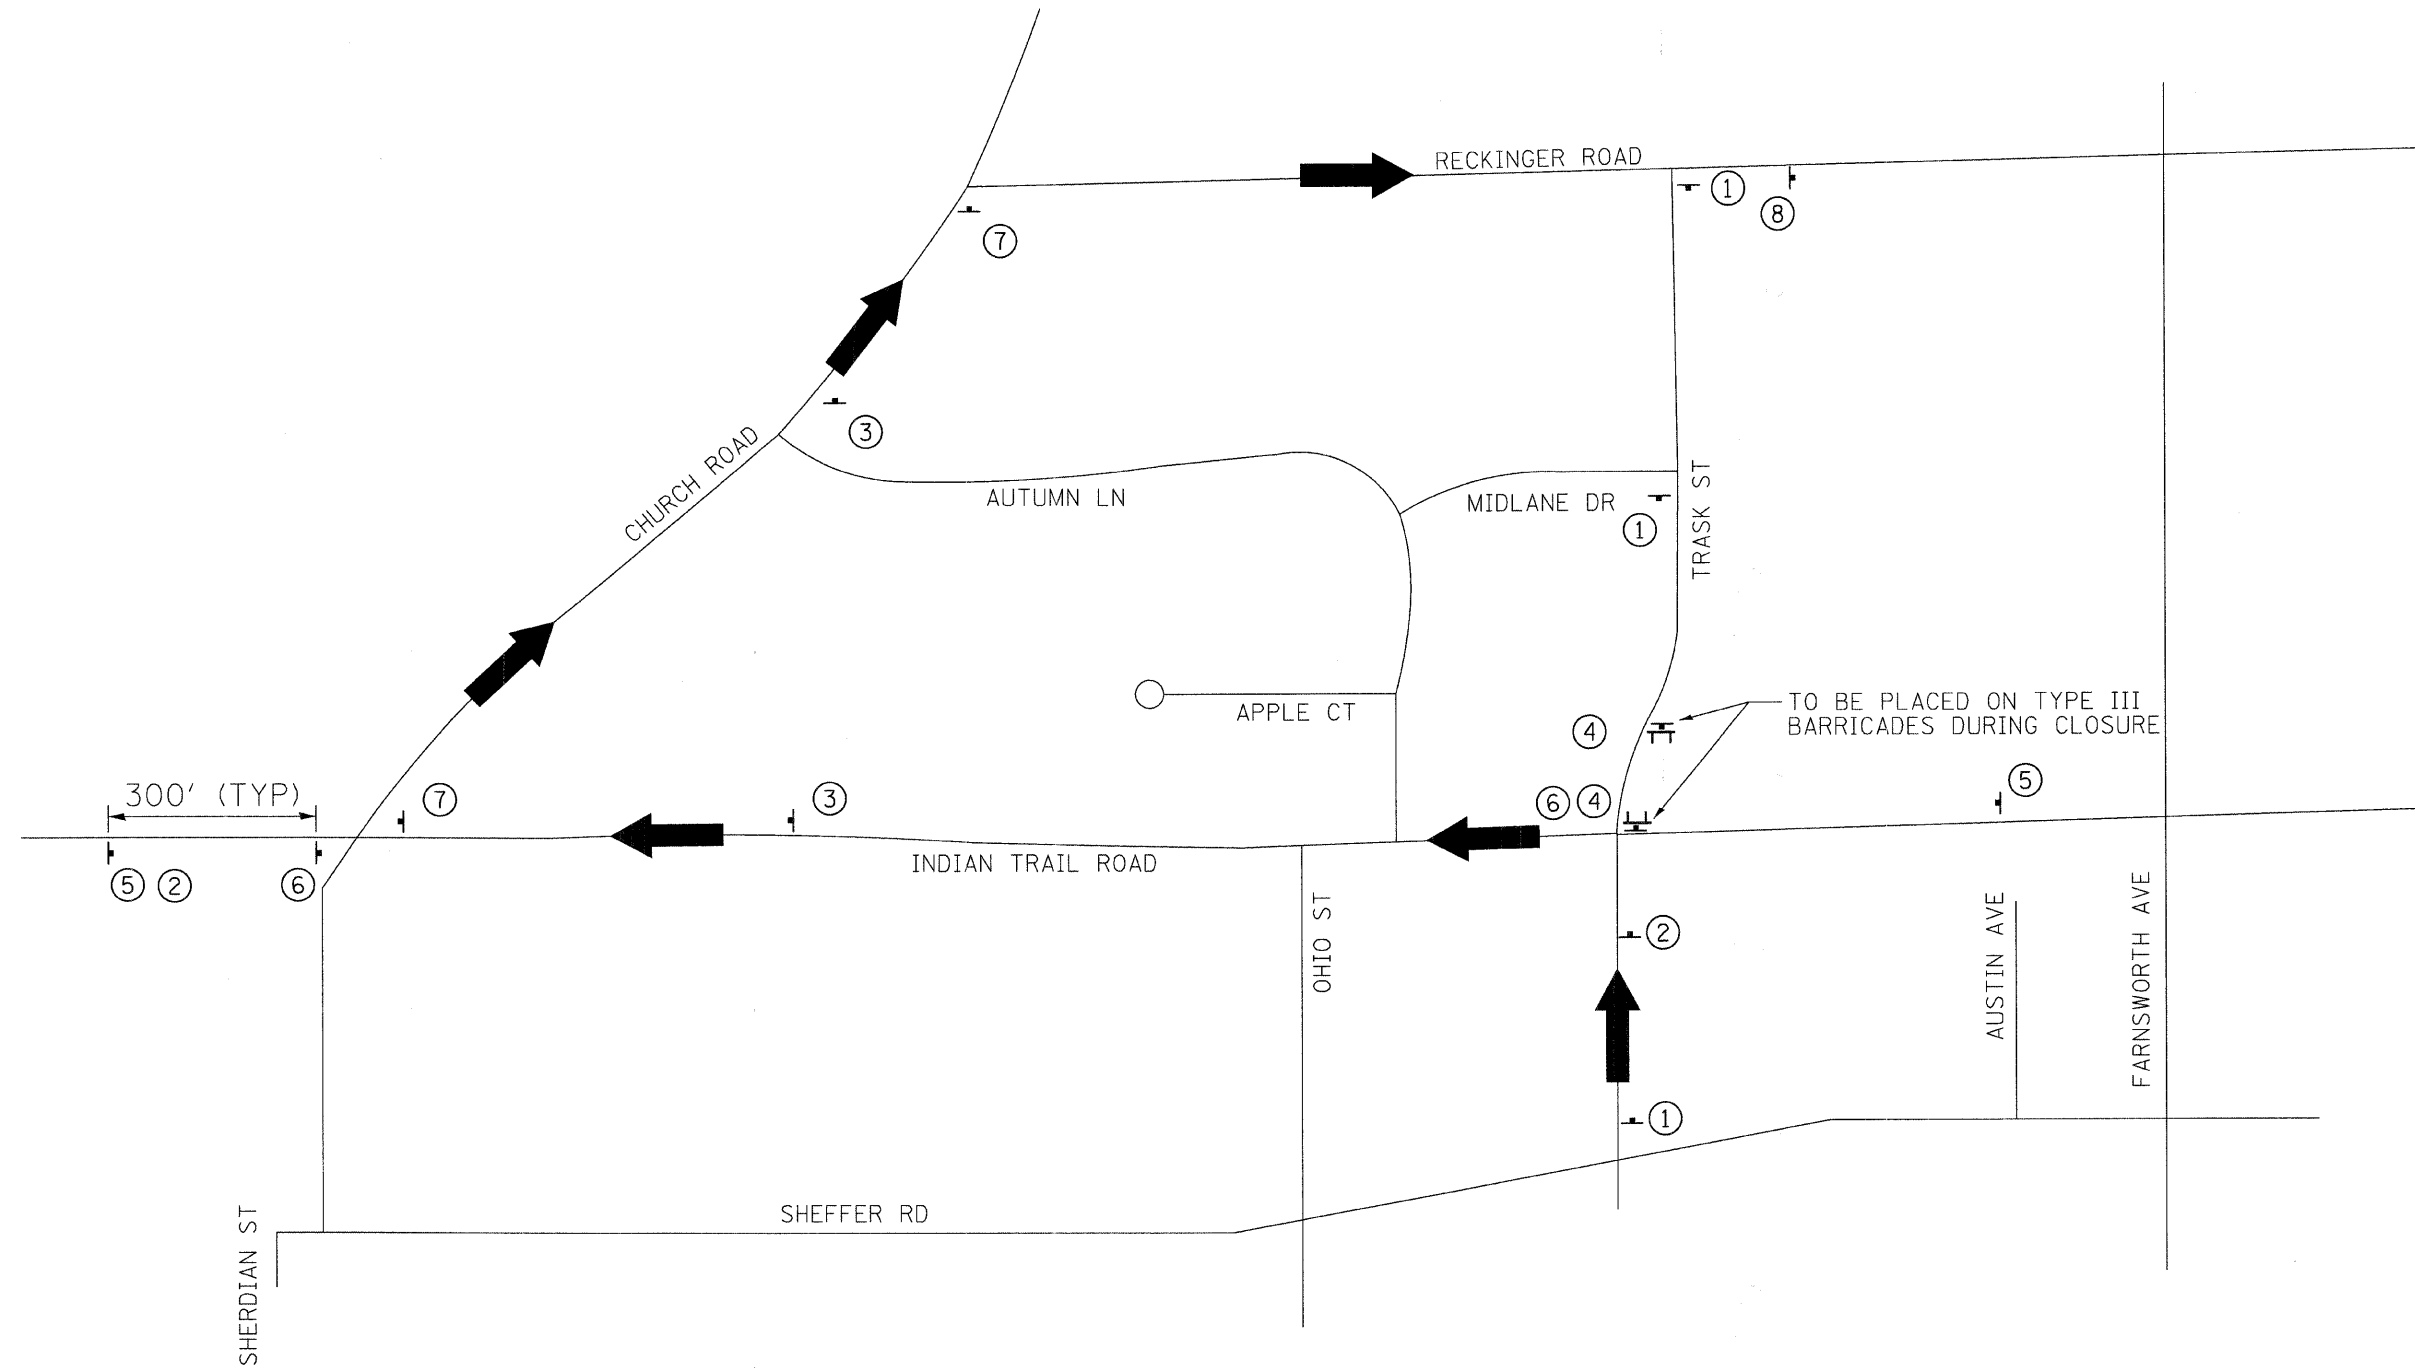 RECKINGER ROAD
1
8
7
3
CHURCH ROAD
AUTUMN LN
MIDLANE DR
1
TRASK ST
TO BE PLACED ON TYPE III
BARRICADES DURING CLOSURE
APPLE CT
4
5
300' (TYP)
7
3
6 4
5 2
6
INDIAN TRAIL ROAD
OHIO ST
2
AUSTIN AVE
FARNSWORTH AVE
1
SHEFFER RD
SHERDIAN ST